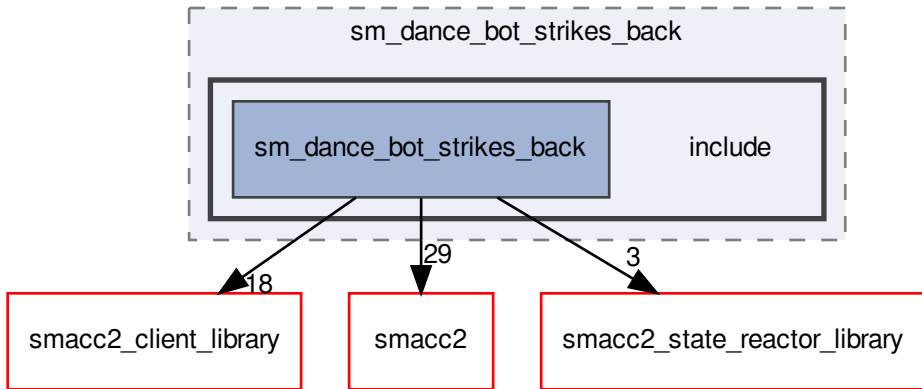 sm_dance_bot_strikes_back
sm_dance_bot_strikes_back
include
18
29
3
smacc2_client_library
smacc2
smacc2_state_reactor_library